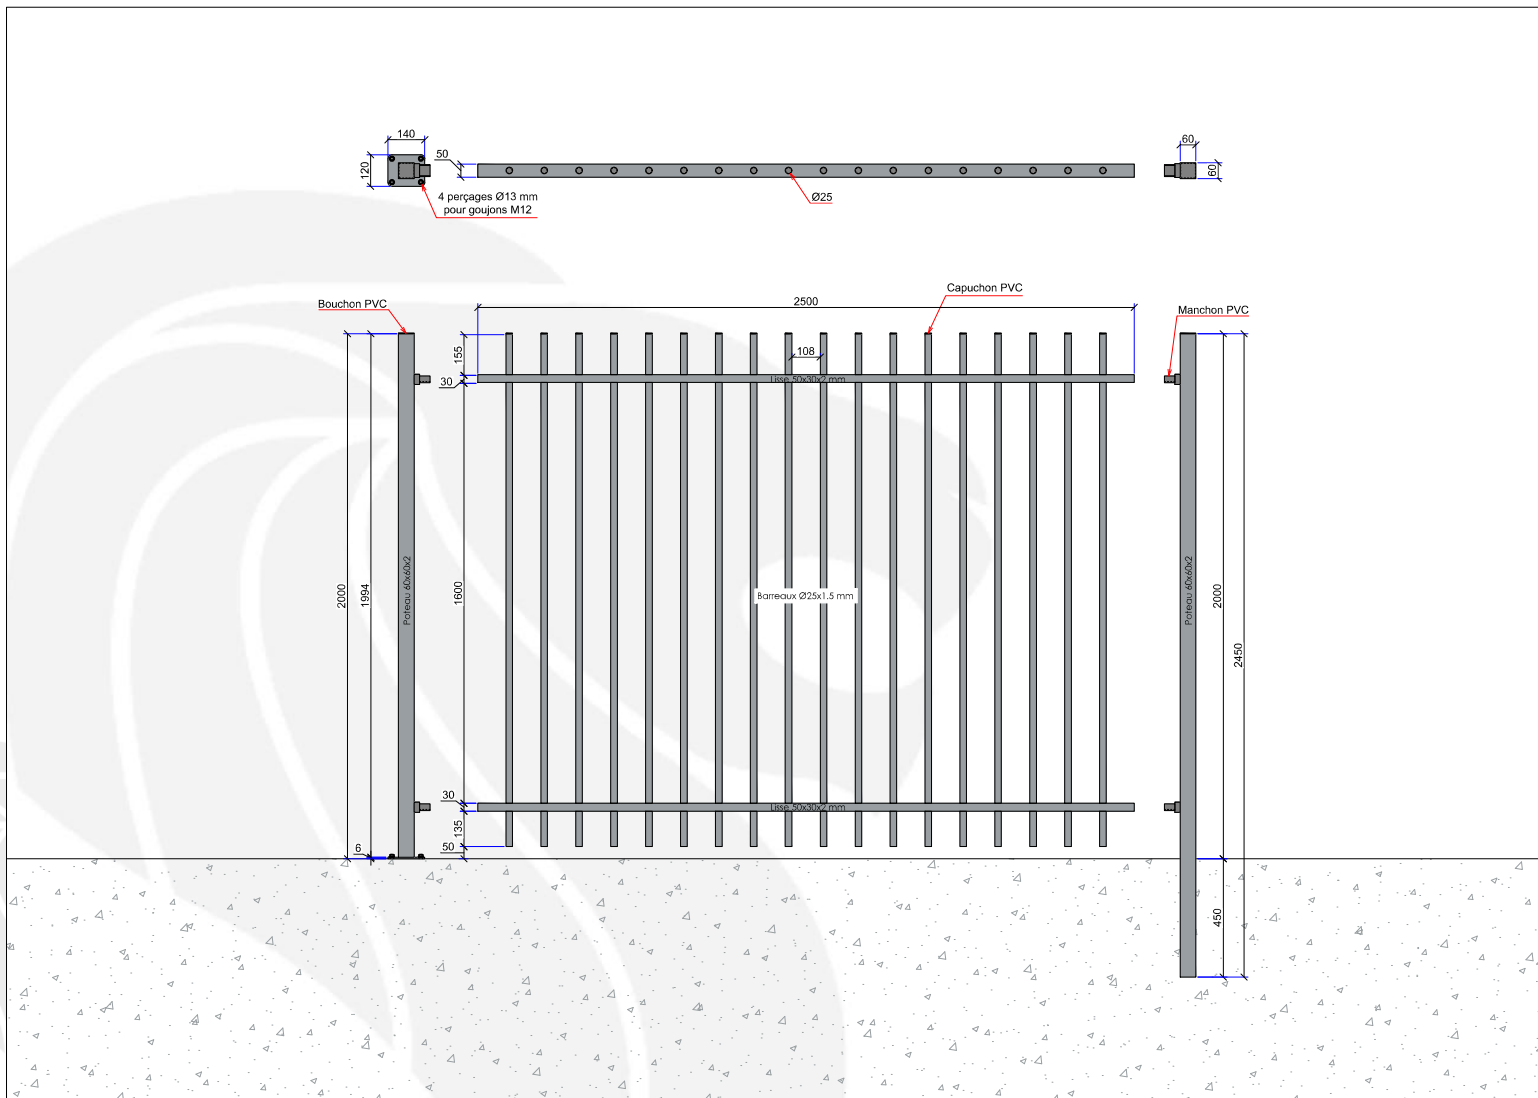 140
50
120
4 perçages Ø13 mm
pour goujons M12
Ø25
60
60
Bouchon PVC
2500
Capuchon PVC
Manchon PVC
155
30
108
Lisse 50x30x2 mm
2000
1994
Poteau 60x60x2
1600
Barreaux Ø25x1.5 mm
Poteau 60x60x2
2000
2450
30
Lisse 50x30x2 mm
135
6
50
450